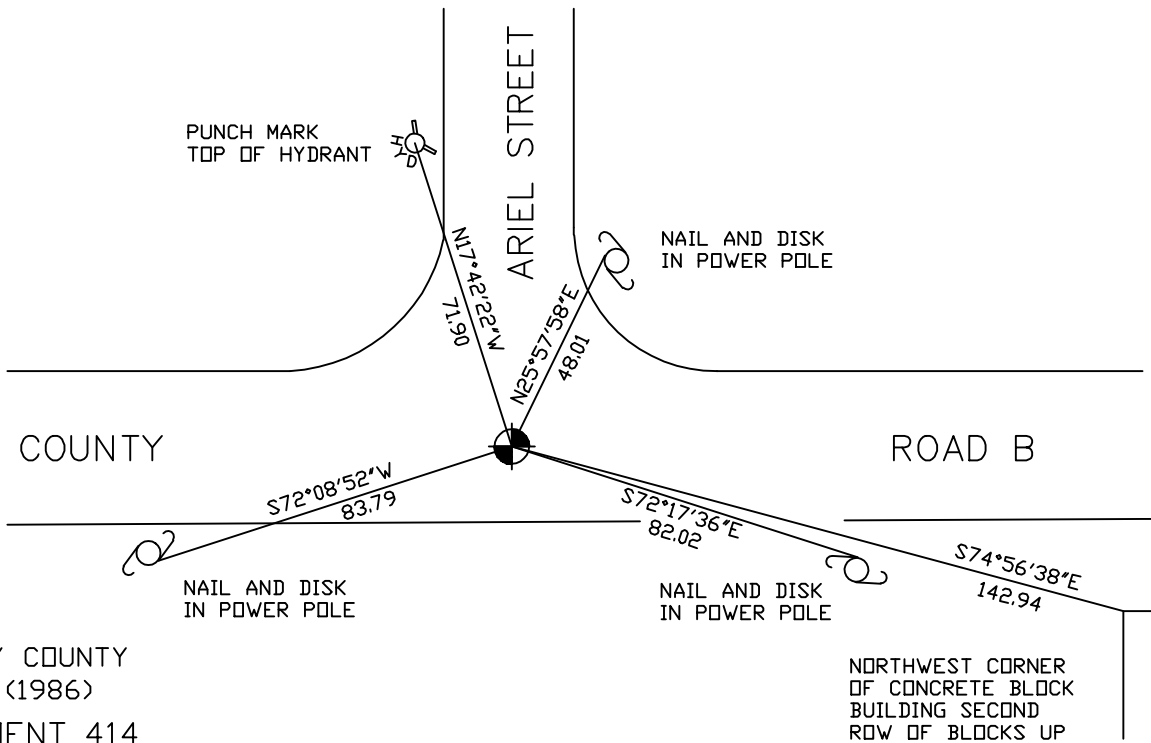 ARIEL STREET
PUNCH MARK
TOP OF HYDRANT
HYD
N17°42'22"W
71.90
NAIL AND DISK
IN POWER POLE
N25°57'58"E
48.01
COUNTY
ROAD B
S72°08'52"W
83.79
S72°17'36"E
82.02
S74°56'38"E
142.94
NAIL AND DISK
IN POWER POLE
NAIL AND DISK
IN POWER POLE
Y COUNTY
(1986)
MENT 414
NORTHWEST CORNER
OF CONCRETE BLOCK
BUILDING SECOND
ROW OF BLOCKS UP